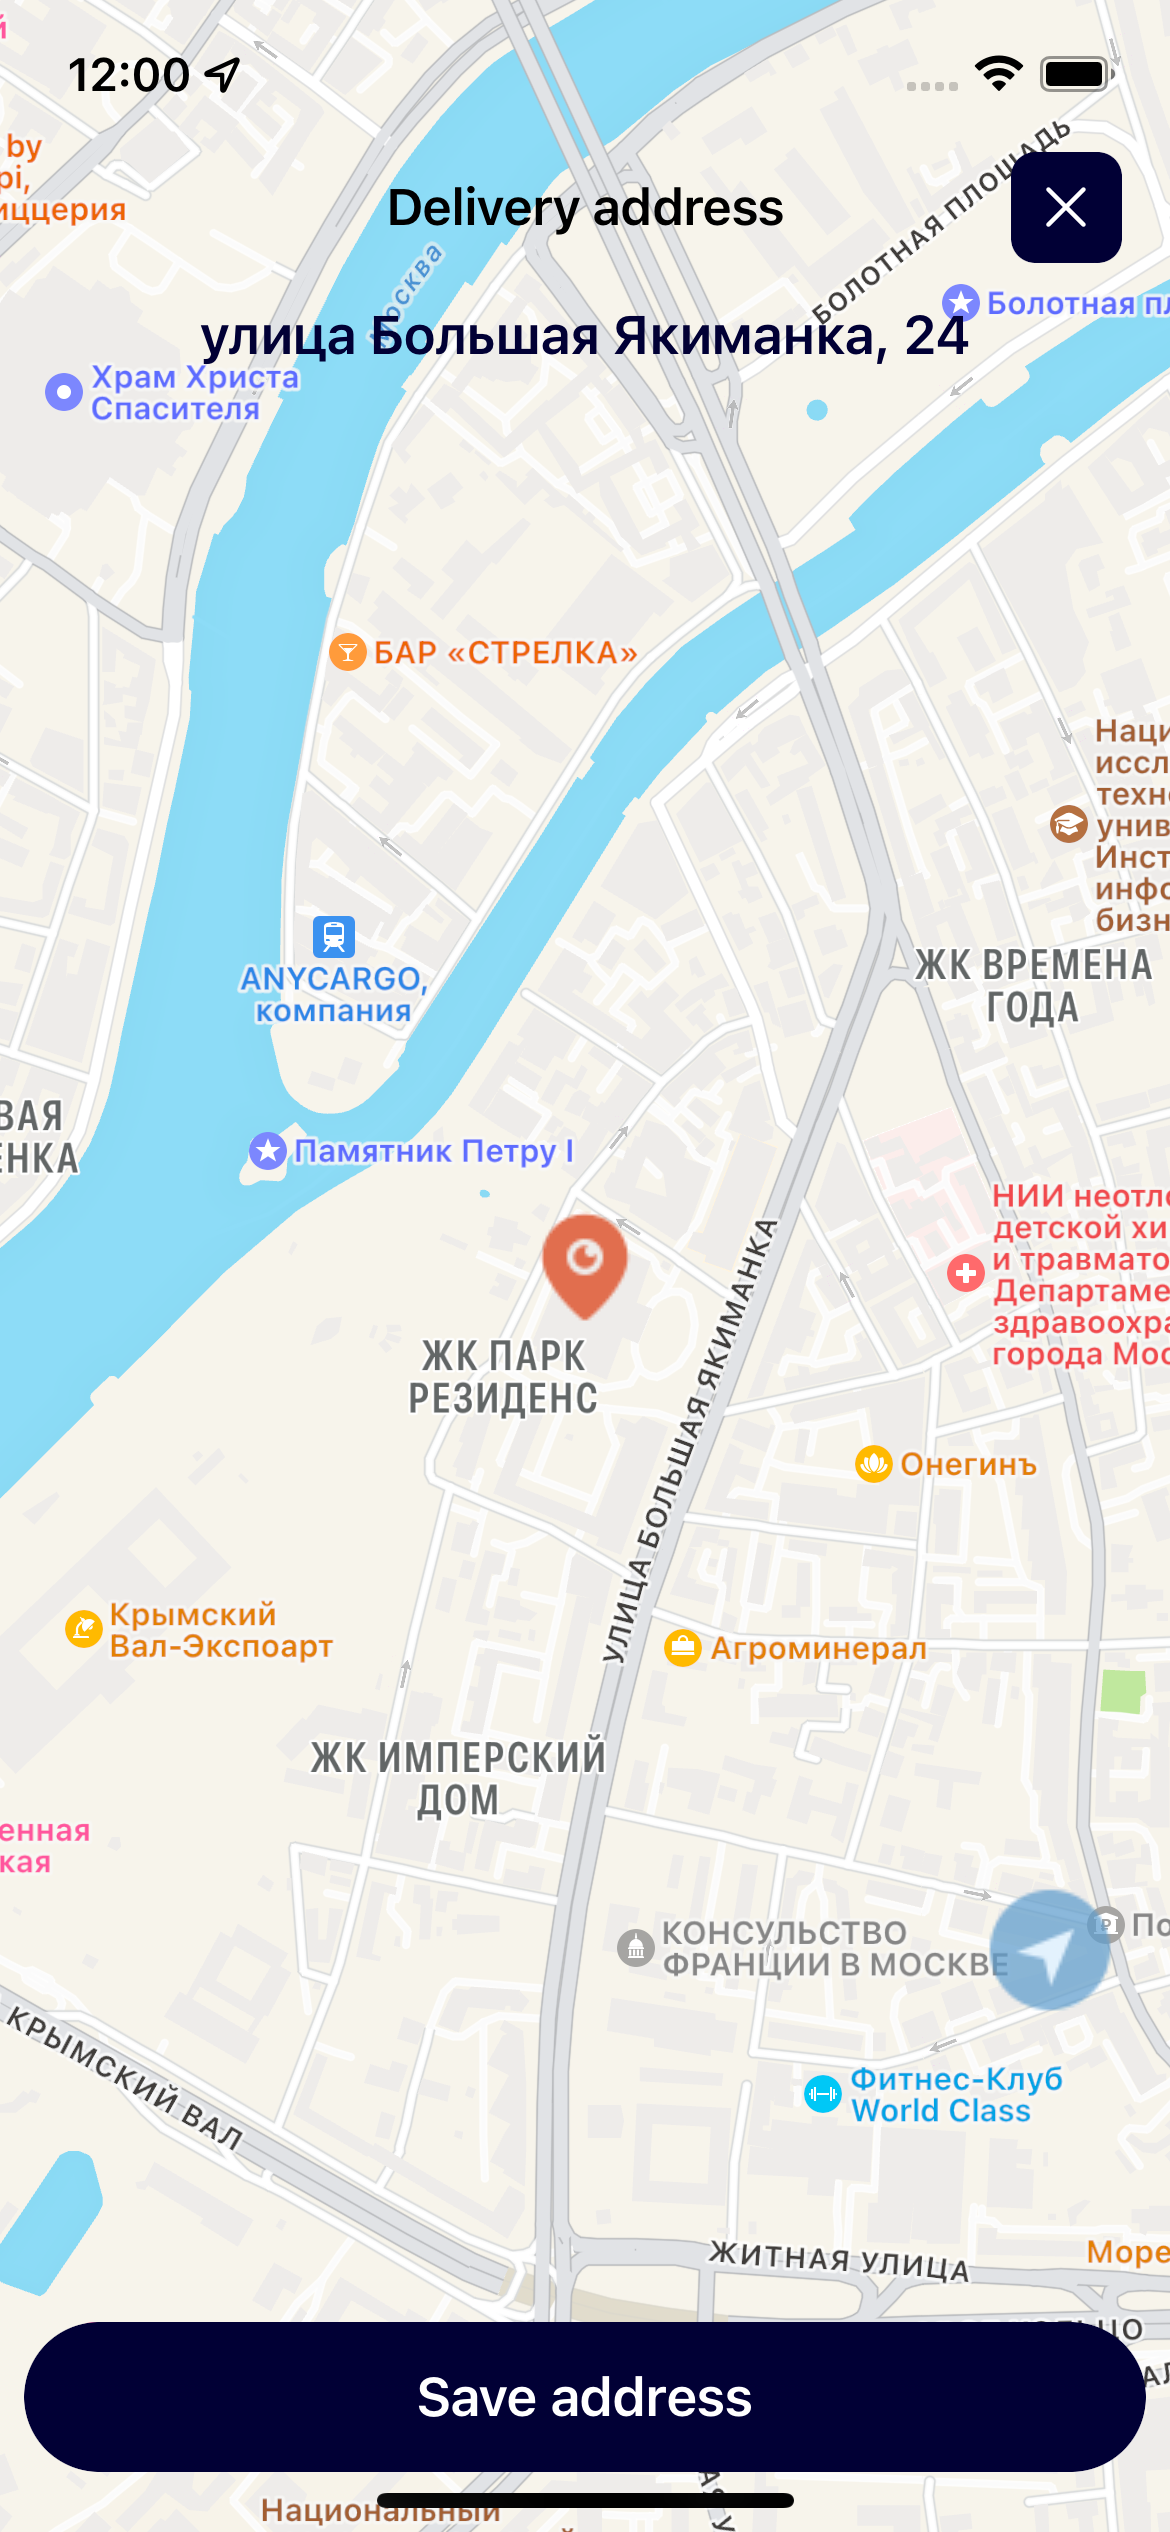 12:00
by
pi,
иццерия
Delivery address
БОЛОТНАЯ ПЛОЩАДЬ
Москва
Болотная пл
улица Большая Якиманка, 24
Храм Христа
Спасителя
БАР «СТРЕЛКА»
Наци
иссл
техн
унив
Инст
инфо
бизн
ANYCARGO,
компания
ЖК ВРЕМЕНА
ГОДА
ВАЯ
ЕНКА
Памятник Петру I
НИИ неотло
детской хи
и травмато
Департаме
здравоохра
города Мос
ЖК ПАРК
РЕЗИДЕНС
УЛИЦА БОЛЬШАЯ ЯКИМАНКА
Онегинъ
Крымский
Вал-Экспоарт
Агроминерал
ЖК ИМПЕРСКИЙ
ДОМ
енная
кая
КОНСУЛЬСТВО
ФРАНЦИИ В МОСКВЕ
По
КРЫМСКИЙ ВАЛ
Фитнес-Клуб
World Class
ЖИТНАЯ УЛИЦА
Море
Save address
Национальный